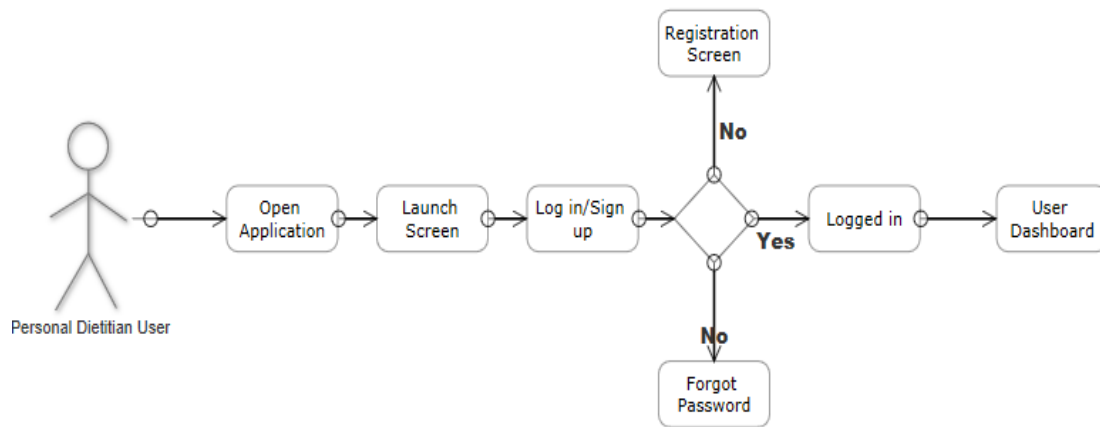 Registration
Screen
No
Open
Application
Launch
Screen
Log in/Sign
up
Yes
Logged in
User
Dashboard
Personal Dietitian User
No
Forgot
Password